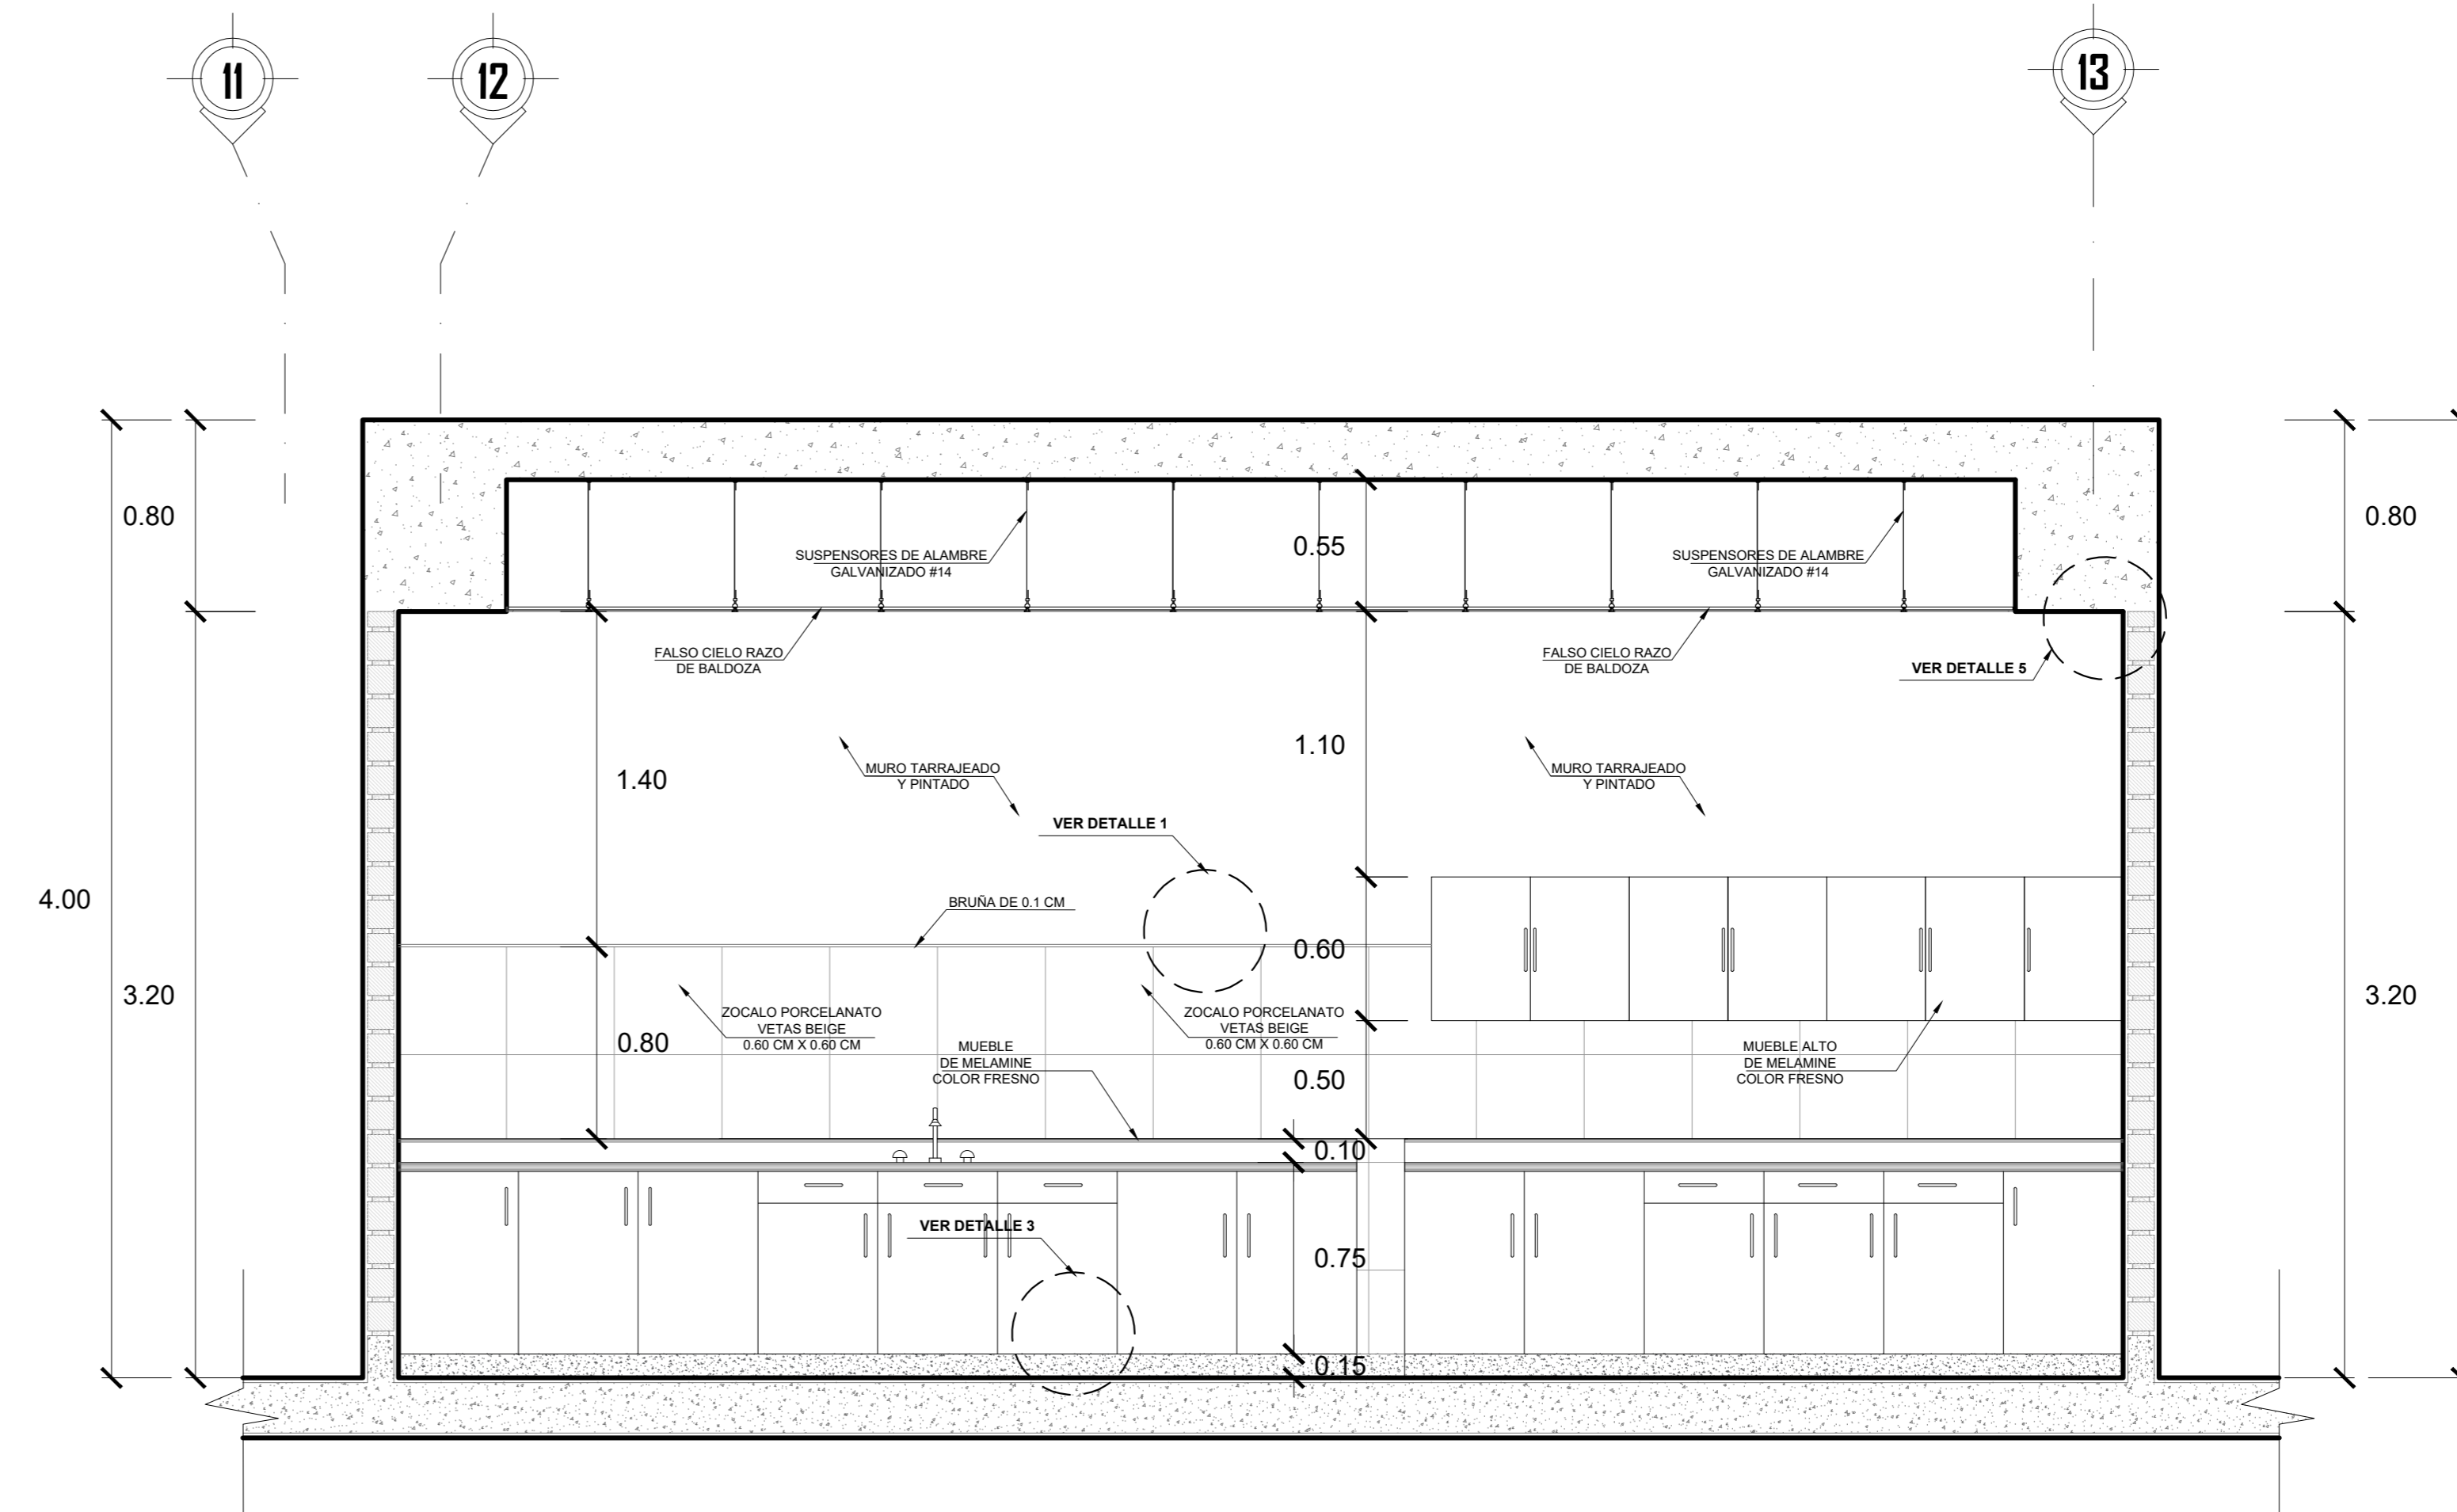 11
12
13
0.80
0.55
0.80
SUSPENSORES DE ALAMBRE
GALVANIZADO #14
SUSPENSORES DE ALAMBRE
GALVANIZADO #14
FALSO CIELO RAZO
DE BALDOZA
FALSO CIELO RAZO
DE BALDOZA
VER DETALLE 5
1.40
MURO TARRAJEADO
Y PINTADO
1.10
MURO TARRAJEADO
Y PINTADO
VER DETALLE 1
4.00
BRUÑA DE 0.1 CM
0.60
3.20
0.80
ZOCALO PORCELANATO
VETAS BEIGE
0.60 CM X 0.60 CM
ZOCALO PORCELANATO
VETAS BEIGE
0.60 CM X 0.60 CM
3.20
MUEBLE
DE MELAMINE
COLOR FRESNO
0.50
MUEBLE ALTO
DE MELAMINE
COLOR FRESNO
0.10
VER DETALLE 3
0.75
0.15